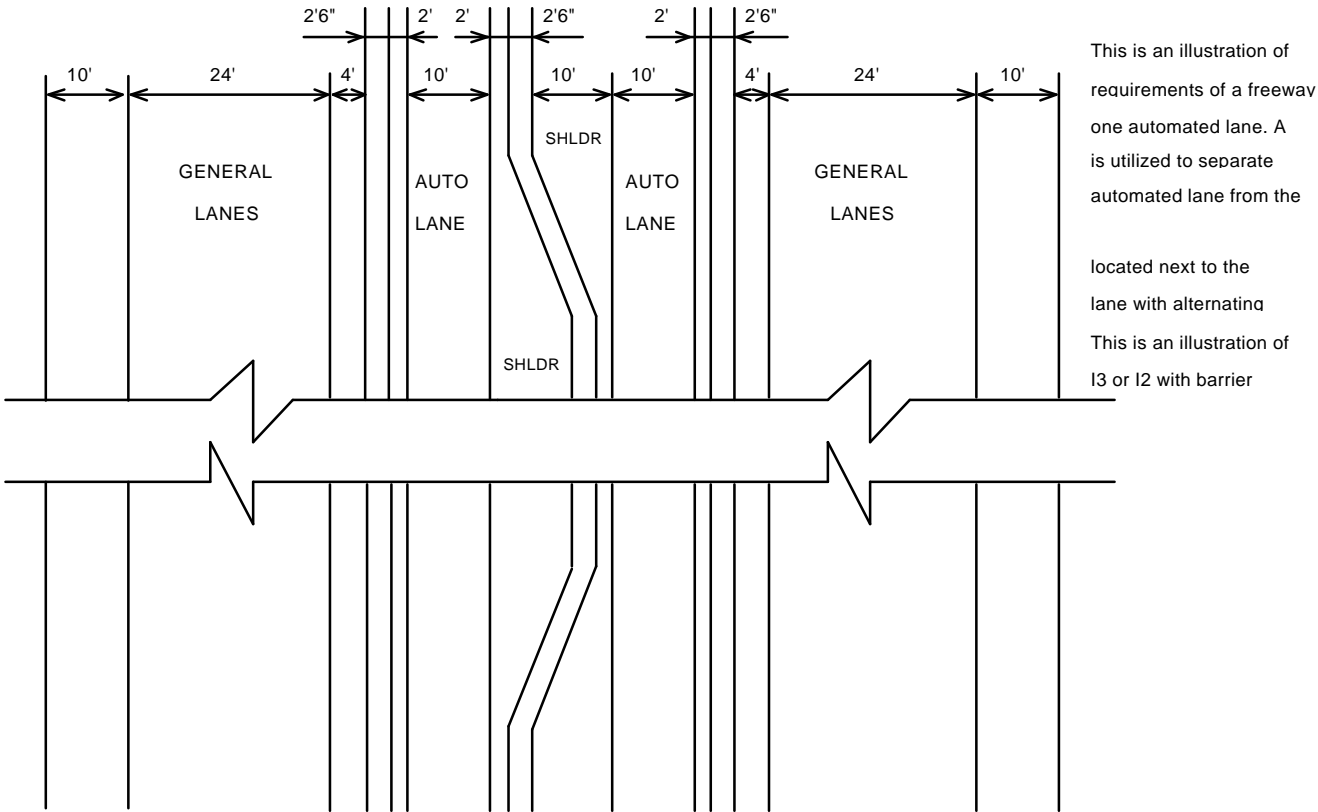 2'6" 2' 2' 2'6" 2' 2'6"
10' 24' 4' 10' 10' 10' 4' 24' 10'
SHLDR
GENERAL
LANES
AUTO
LANE
AUTO
LANE
GENERAL
LANES
SHLDR
This is an illustration of
requirements of a freeway
one automated lane. A
is utilized to separate
automated lane from the
located next to the
lane with alternating
This is an illustration of
I3 or I2 with barrier